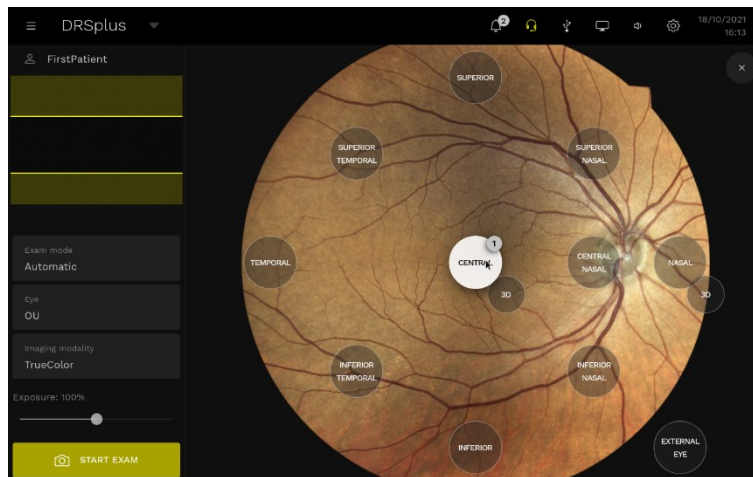 DRSplus
2
18/10/2021
16:13
FirstPatient
Exam mode
Automatic
Eye
OU
Imaging modality
TrueColor
Exposure: 100%
START EXAM
SUPERIOR
SUPERIOR
TEMPORAL
SUPERIOR
NASAL
TEMPORAL
1
CENTRAL
3D
CENTRAL
NASAL
NASAL
3D
INFERIOR
TEMPORAL
INFERIOR
NASAL
INFERIOR
EXTERNAL
EYE